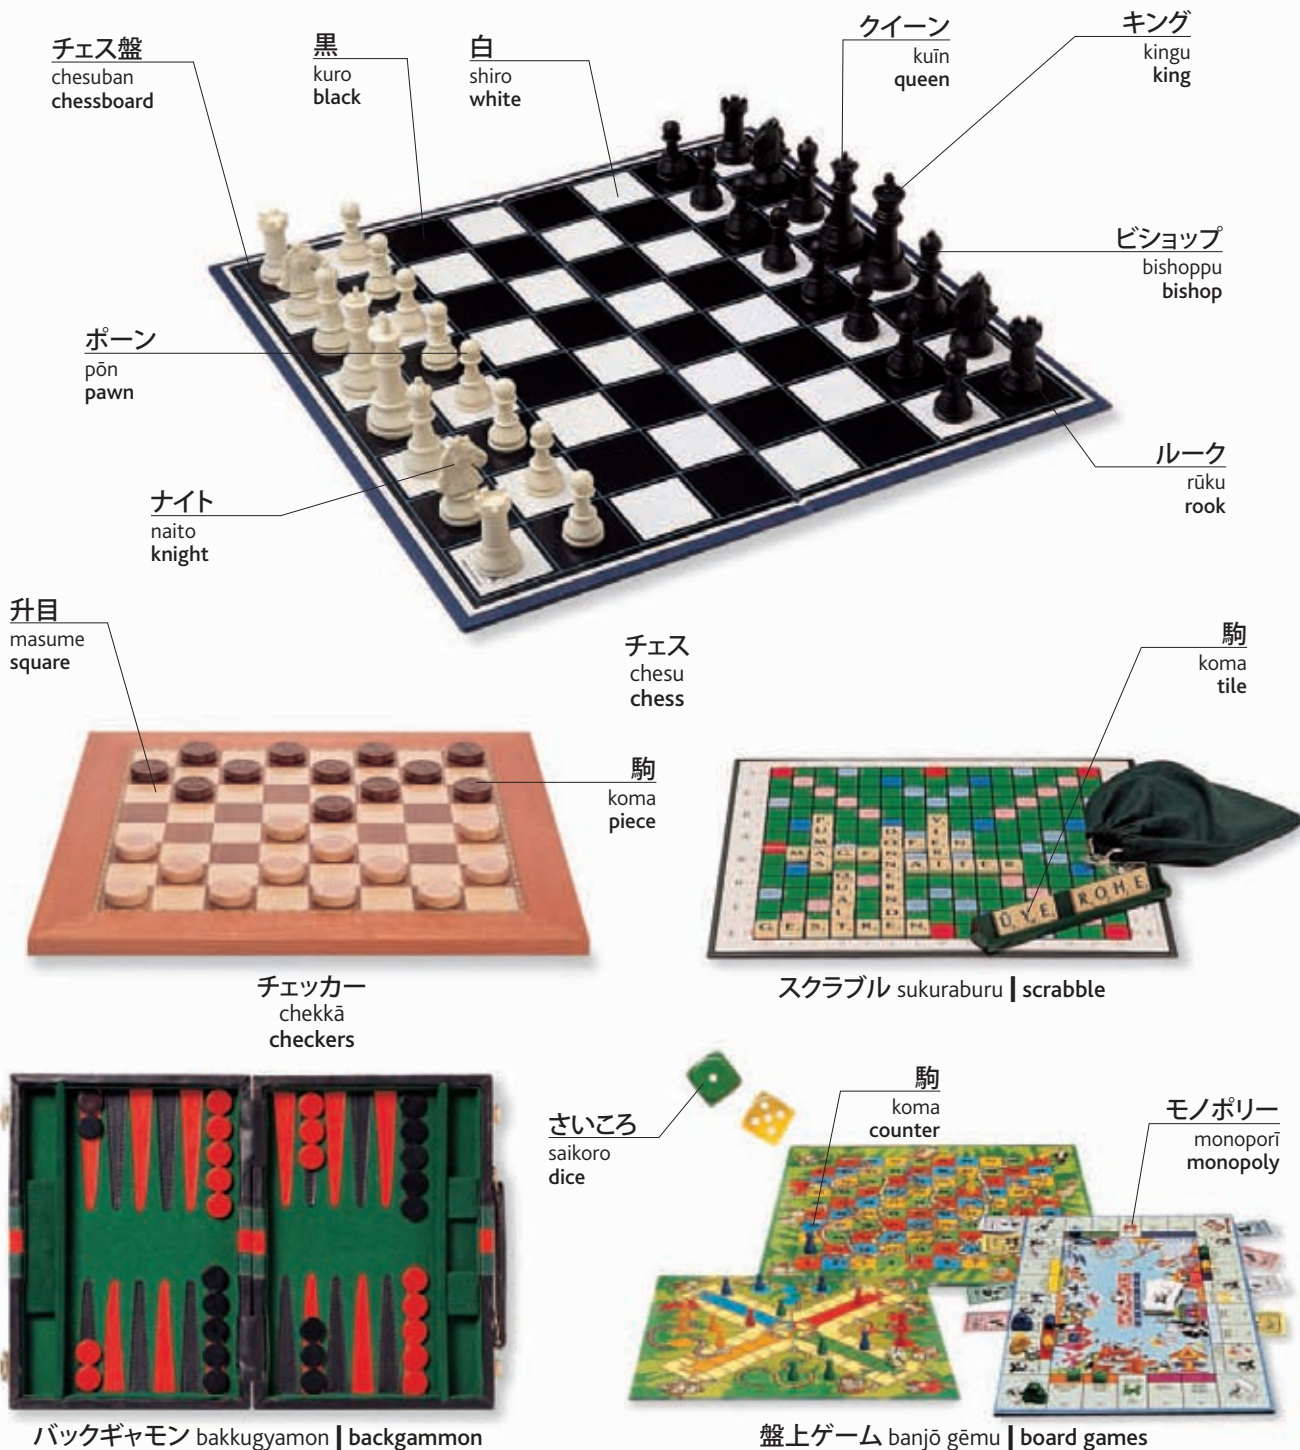 チェス盤
chesuban
chessboard
黒
kuro
black
白
shiro
white
クイーン
kuīn
queen
キング
kingu
king
ビショップ
bishoppu
bishop
ポーン
pōn
pawn
ナイト
naito
knight
ルーク
rūku
rook
チェス
chesu
chess
升目
masume
square
駒
koma
piece
チェッカー
chekkā
checkers
駒
koma
tile
スクラブル sukuraburu | scrabble
さいころ
saikoro
dice
駒
koma
counter
モノポリー
monoporī
monopoly
バックギャモン bakkugyamon | backgammon
盤上ゲーム banjō gēmu | board games